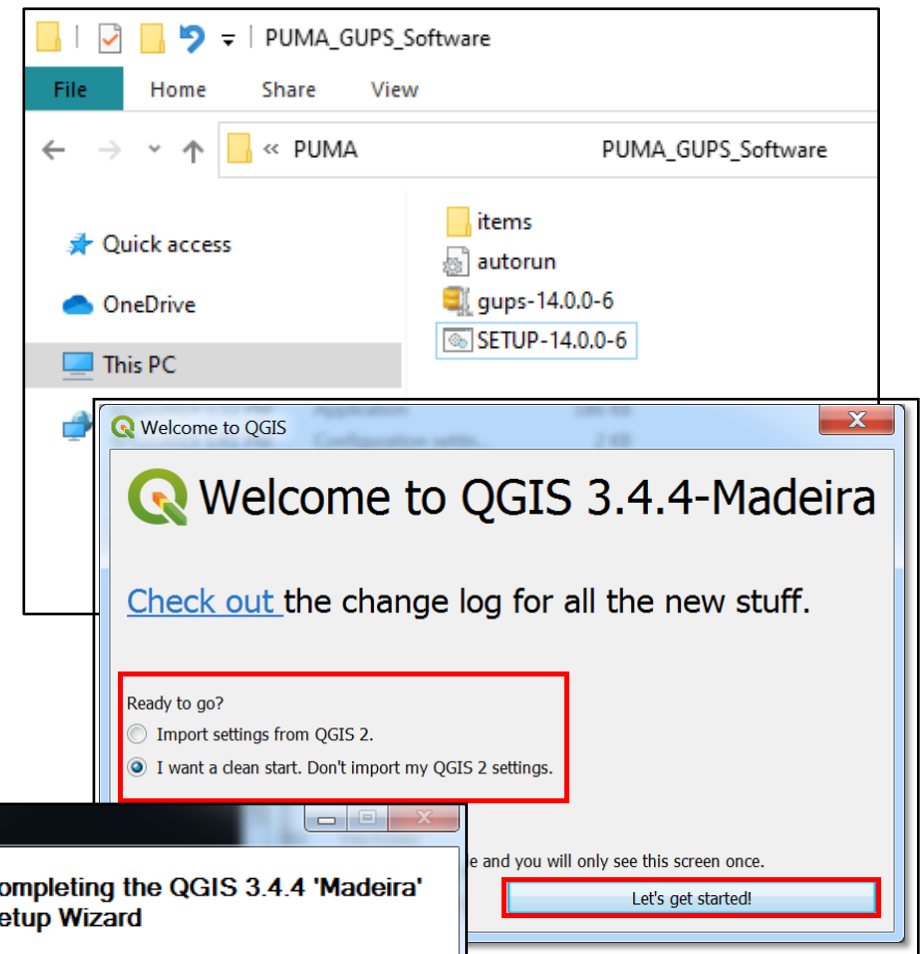 PUMA_GUPS_Software
File Home Share View
« PUMA PUMA_GUPS_Software
Quick access
OneDrive
This PC
items
autorun
gups-14.0.0-6
SETUP-14.0.0-6
Welcome to QGIS
Welcome to QGIS 3.4.4-Madeira
Check out the change log for all the new stuff.
Ready to go?
Import settings from QGIS 2.
I want a clean start. Don't import my QGIS 2 settings.
and you will only see this screen once.
Let's get started!
ompleting the QGIS 3.4.4 'Madeira'
etup Wizard